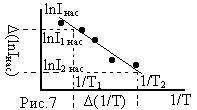 lnIнас
lnI1нас
Δ(lnIнас)
lnI2нас
1/T1
1/T2
Рис.7
Δ(1/T)
1/T